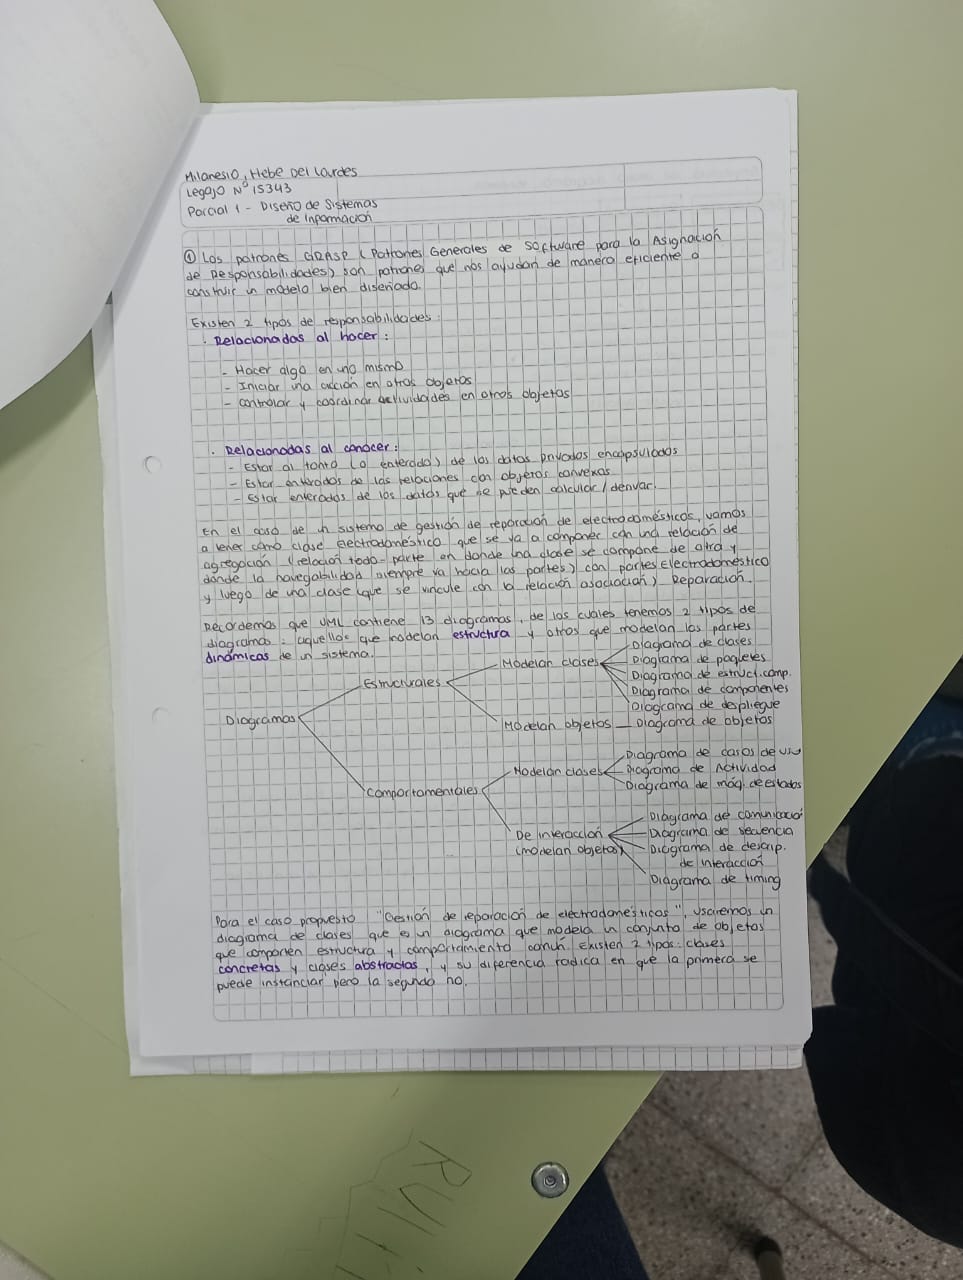 Milanesio, Hebe Del Lourdes
Legajo N° 15343
Parcial 1 - Diseño de Sistemas
de Información
① Los patrones GRASP (Patrones Generales de Software para la Asignación
de Responsabilidades) son patrones que nos ayudan de manera eficiente a
construir un modelo bien diseñado.
Existen 2 tipos de responsabilidades:
. Relacionadas al hacer:
- Hacer algo en uno mismo
- Iniciar una acción en otros objetos
- controlar y coordinar actividades en otros objetos
. Relacionadas al conocer:
- Estar al tanto (o enterado) de los datos privados encapsulados
- Estar enterados de las relaciones con objetos convexas
- Estar enterados de los datos que se pueden calcular/derivar.
En el caso de un sistema de gestión de reparación de electrodomésticos, vamos
a tener como clase Electrodoméstico que se va a componer con una relación de
agregación (relación todo-parte en donde una clase se compone de otra y
donde la navegabilidad siempre va hacia las partes) con partesElectrodoméstico
y luego de una clase (que se vincule con la relación asociación) Reparación.
Recordemos que UML contiene 13 diagramas, de los cuales tenemos 2 tipos de
diagramas: aquellos que modelan estructura y otros que modelan las partes
dinámicas de un sistema.
Diagramas
Estructurales
Modelan clases
Diagrama de clases
Diagrama de paquetes
Diagrama de estruct.comp.
Diagrama de componentes
Diagrama de despliegue
Modelan objetos
Diagrama de objetos
Comportamentales
Modelan clases
Diagrama de casos de uso
Diagrama de Actividad
Diagrama de máq. de estados
De interacción
(modelan objetos)
Diagrama de comunicació
Diagrama de secuencia
Diagrama de descrip.
de interacción
Diagrama de timing
Para el caso propuesto "Gestión de reparación de electrodomésticos", usaremos un
diagrama de clases que es un diagrama que modela un conjunto de objetos
que comparten estructura y comportamiento común. Existen 2 tipos: clases
concretas y clases abstractas, y su diferencia radica en que la primera se
puede instanciar pero la segunda no.